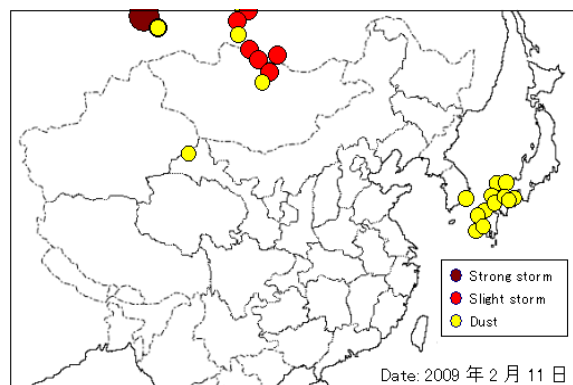 Strong storm
Slight storm
Dust
Date: 2009 年 2 月 11 日